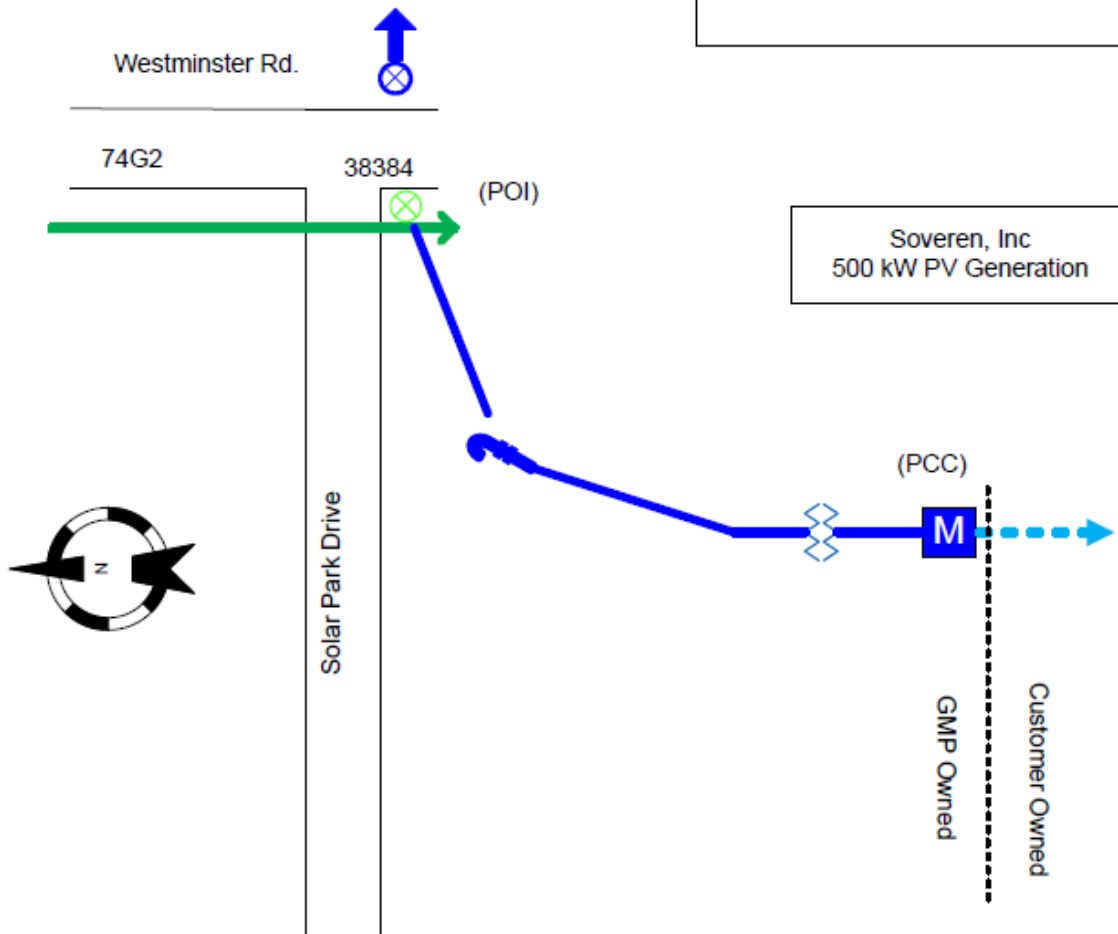 Westminster Rd.
74G2
38384
(POI)
Soveren, Inc
500 kW PV Generation
(PCC)
M
N
Solar Park Drive
GMP Owned
Customer Owned